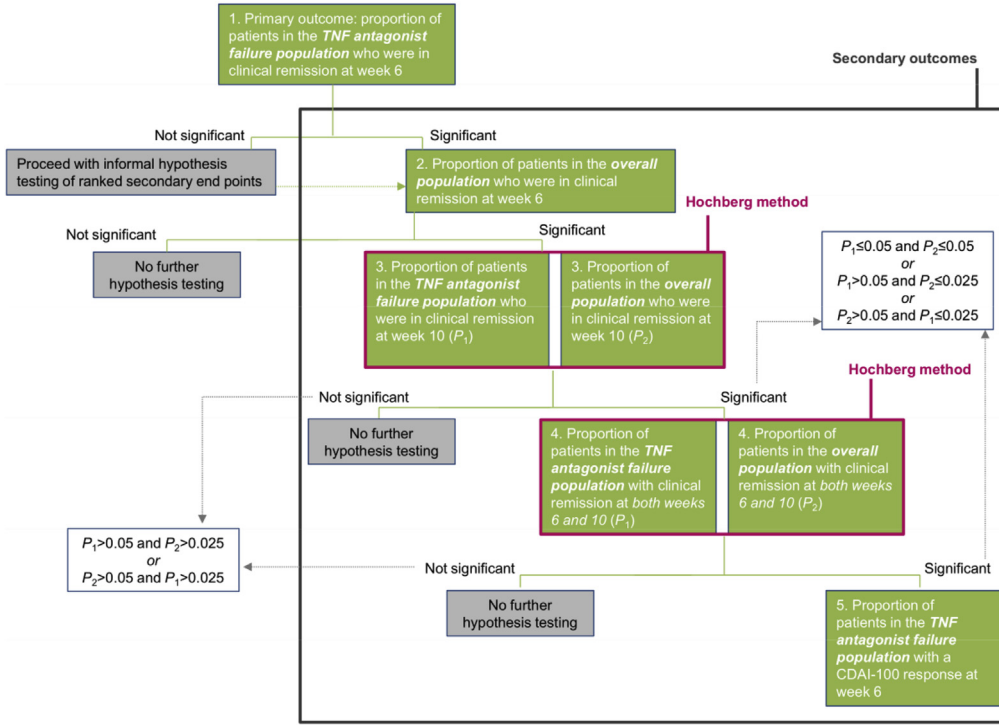 1. Primary outcome: proportion of
patients in the TNF antagonist
failure population who were in
clinical remission at week 6
Secondary outcomes
Not significant
Significant
Proceed with informal hypothesis
testing of ranked secondary end points
2. Proportion of patients in the overall
population who were in clinical
remission at week 6
Hochberg method
Not significant
Significant
No further
hypothesis testing
3. Proportion of patients
in the TNF antagonist
failure population who
were in clinical remission
at week 10 (P₁)
3. Proportion of
patients in the
overall population
who were in clinical
remission at
week 10 (P₂)
P₁≤0.05 and P₂≤0.05
or
P₁>0.05 and P₂≤0.025
or
P₂>0.05 and P₁≤0.025
Hochberg method
Not significant
Significant
No further
hypothesis testing
4. Proportion of
patients in the TNF
antagonist failure
population
with clinical
remission at both weeks
6 and 10 (P₁)
4. Proportion of
patients in the overall
population with clinical
remission at both weeks
6 and 10 (P₂)
P₁>0.05 and P₂>0.025
or
P₂>0.05 and P₁>0.025
Not significant
Significant
No further
hypothesis testing
5. Proportion of
patients in the TNF
antagonist failure
population with a
CDAI-100 response at
week 6